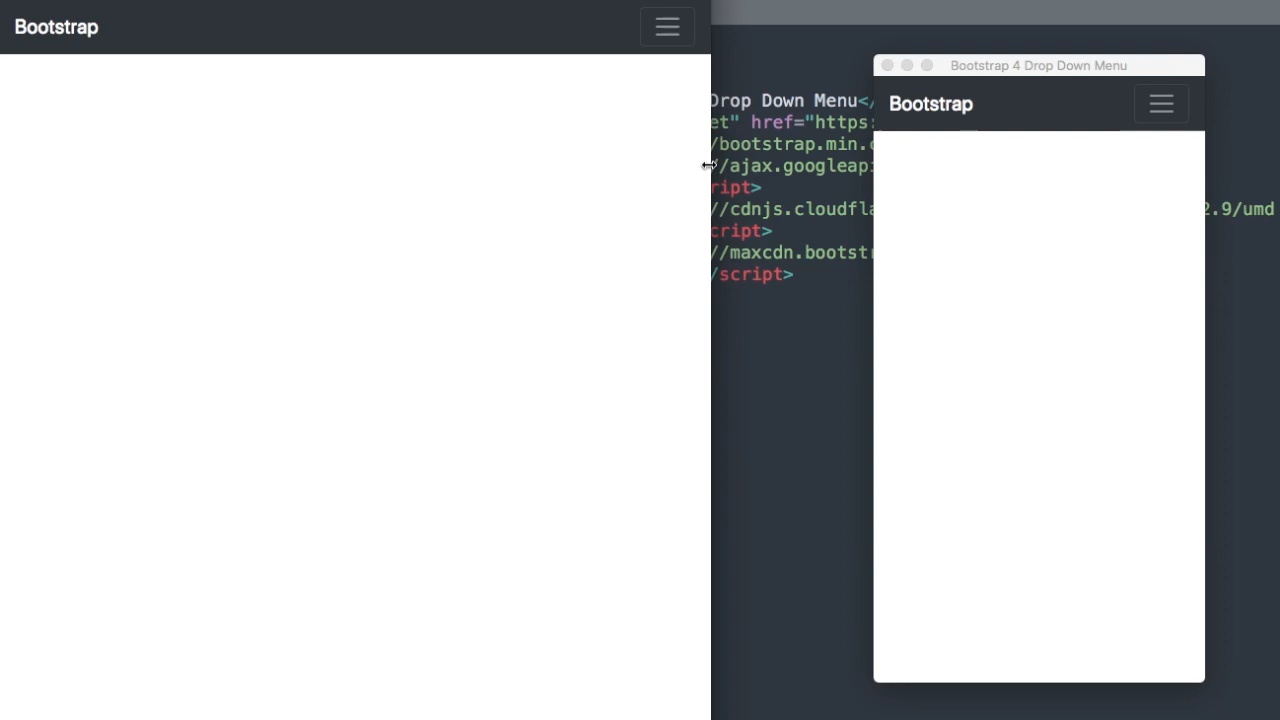 Bootstrap
Drop Down Menu</
et" href="https:
/bootstrap.min.
//ajax.googleap
ript>
//cdnjs.cloudfla
2.9/umd
cript>
//maxcdn.bootst
/script>
Bootstrap 4 Drop Down Menu
Bootstrap